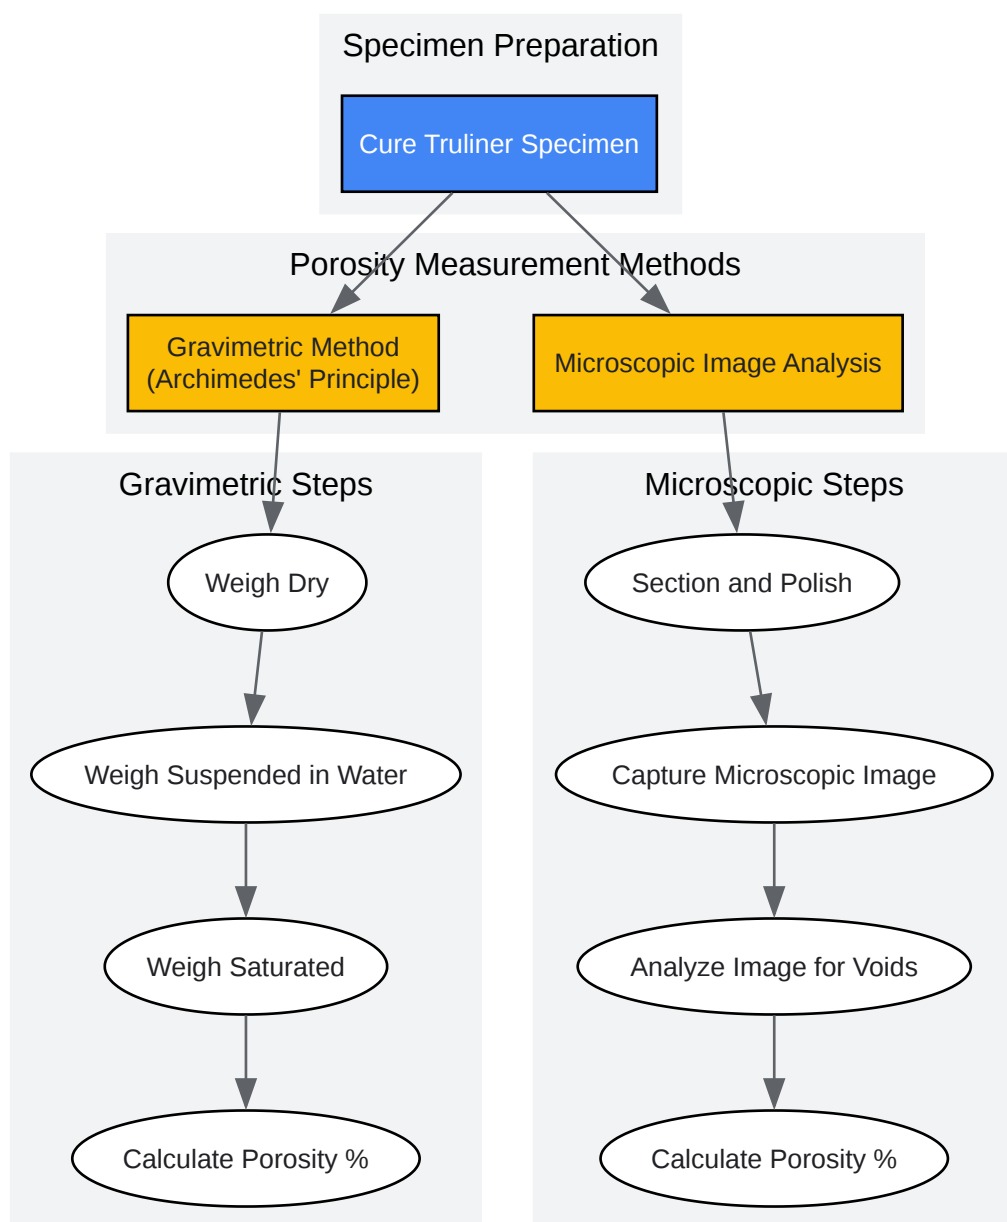 Specimen Preparation
Cure Truliner Specimen
Porosity Measurement Methods
Gravimetric Method
(Archimedes' Principle)
Microscopic Image Analysis
Gravimetric Steps
Weigh Dry
Weigh Suspended in Water
Weigh Saturated
Calculate Porosity %
Microscopic Steps
Section and Polish
Capture Microscopic Image
Analyze Image for Voids
Calculate Porosity %